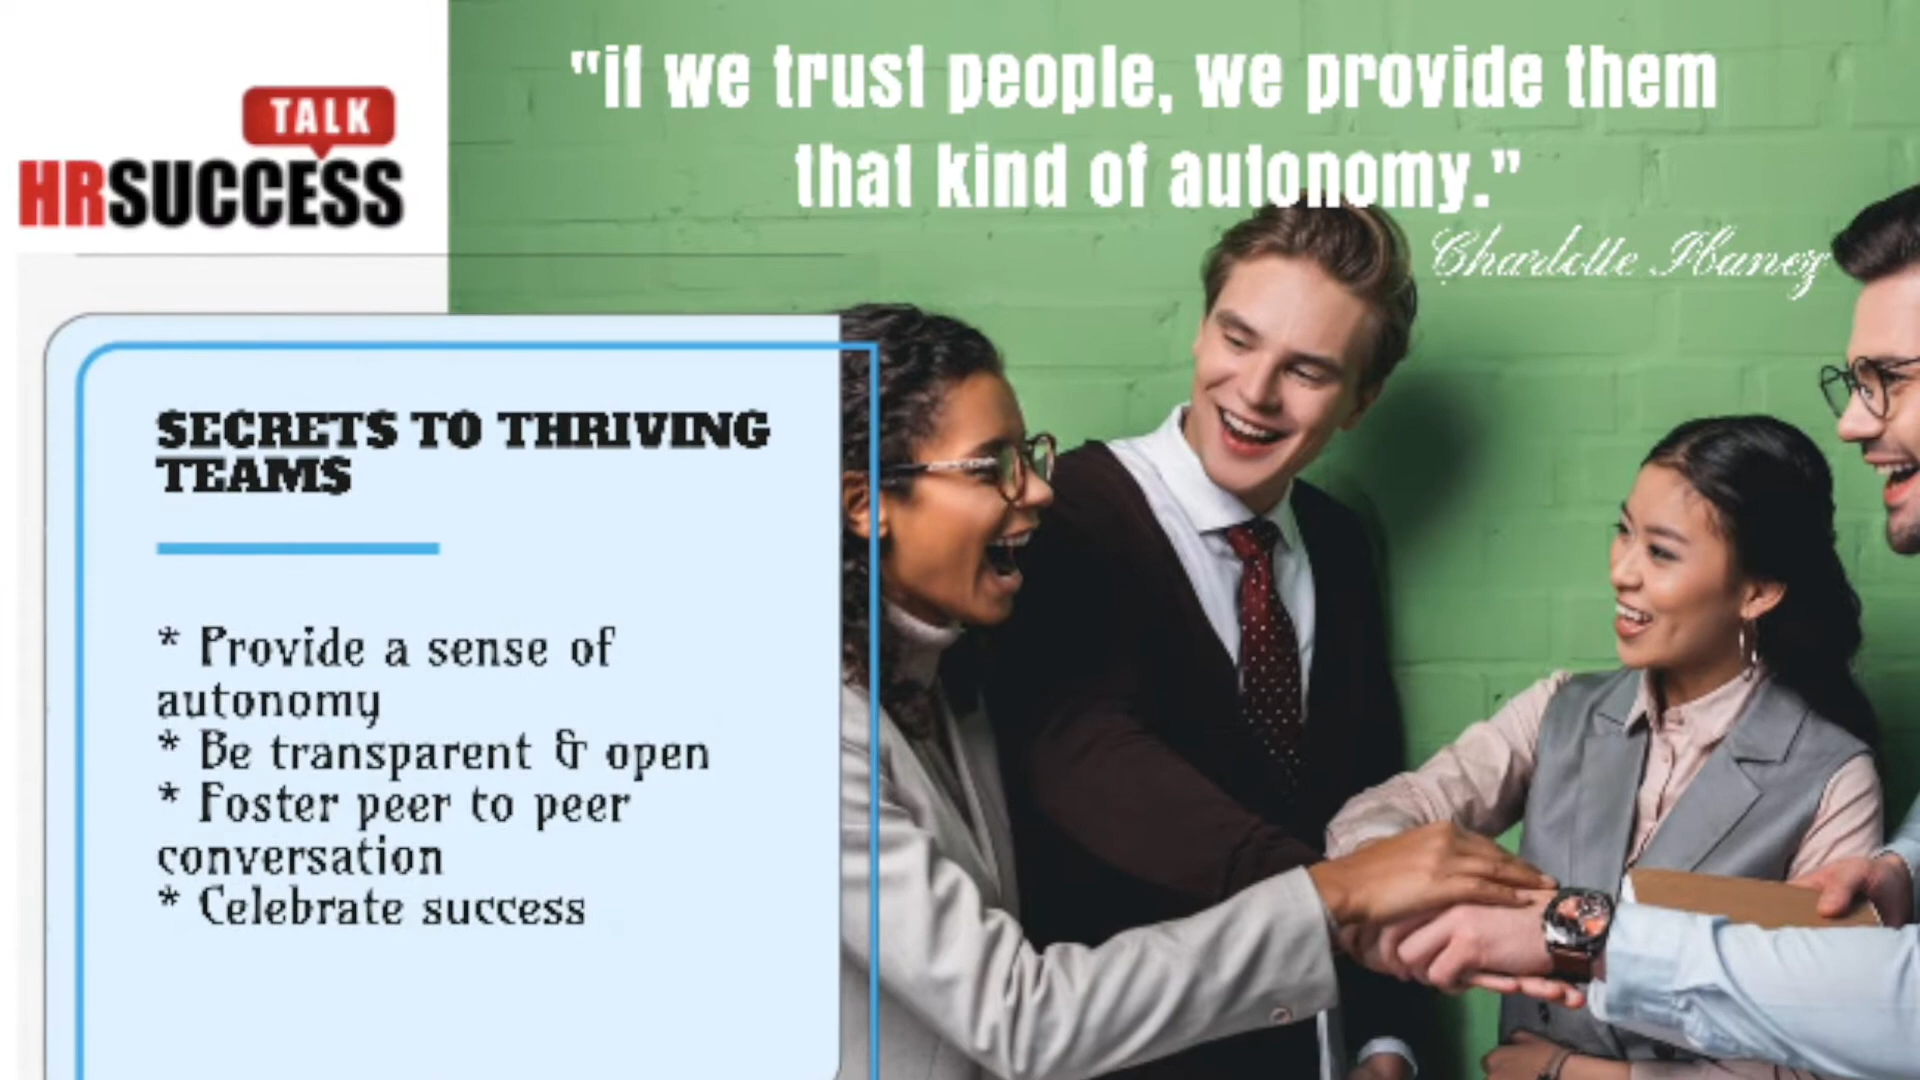 TALK
HRSUCCESS
"if we trust people, we provide them
that kind of autonomy."
Charlotte Ibanez
SECRETS TO THRIVING
TEAMS
* Provide a sense of
autonomy
* Be transparent & open
* Foster peer to peer
conversation
* Celebrate success